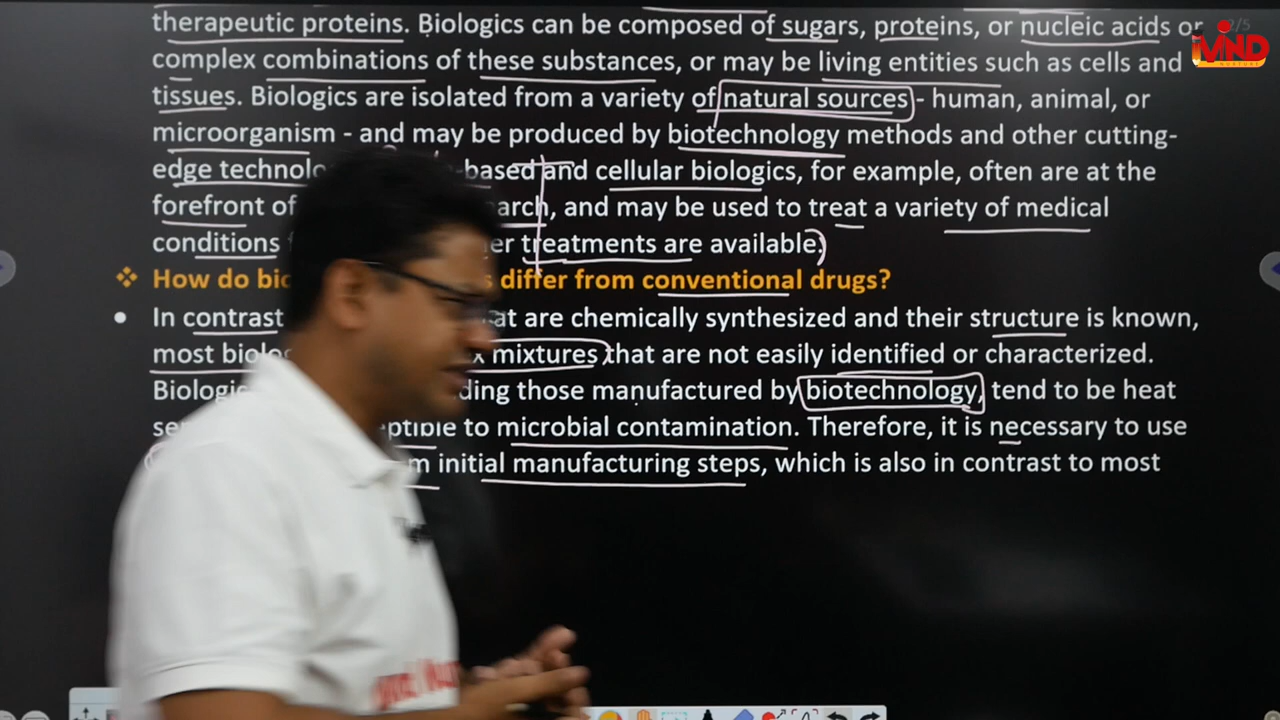 therapeutic proteins. Biologics can be composed of sugars, proteins, or nucleic acids or
complex combinations of these substances, or may be living entities such as cells and
tissues. Biologics are isolated from a variety of natural sources - human, animal, or
microorganism - and may be produced by biotechnology methods and other cutting-
edge technolo -based and cellular biologics, for example, often are at the
forefront of arch, and may be used to treat a variety of medical
conditions er treatments are available.)
❖ How do bio s differ from conventional drugs?
• In contrast at are chemically synthesized and their structure is known,
most biolo x mixtures that are not easily identified or characterized.
Biologic ding those manufactured by biotechnology, tend to be heat
se ptible to microbial contamination. Therefore, it is necessary to use
m initial manufacturing steps, which is also in contrast to most
2/5
MIND
NURTURE